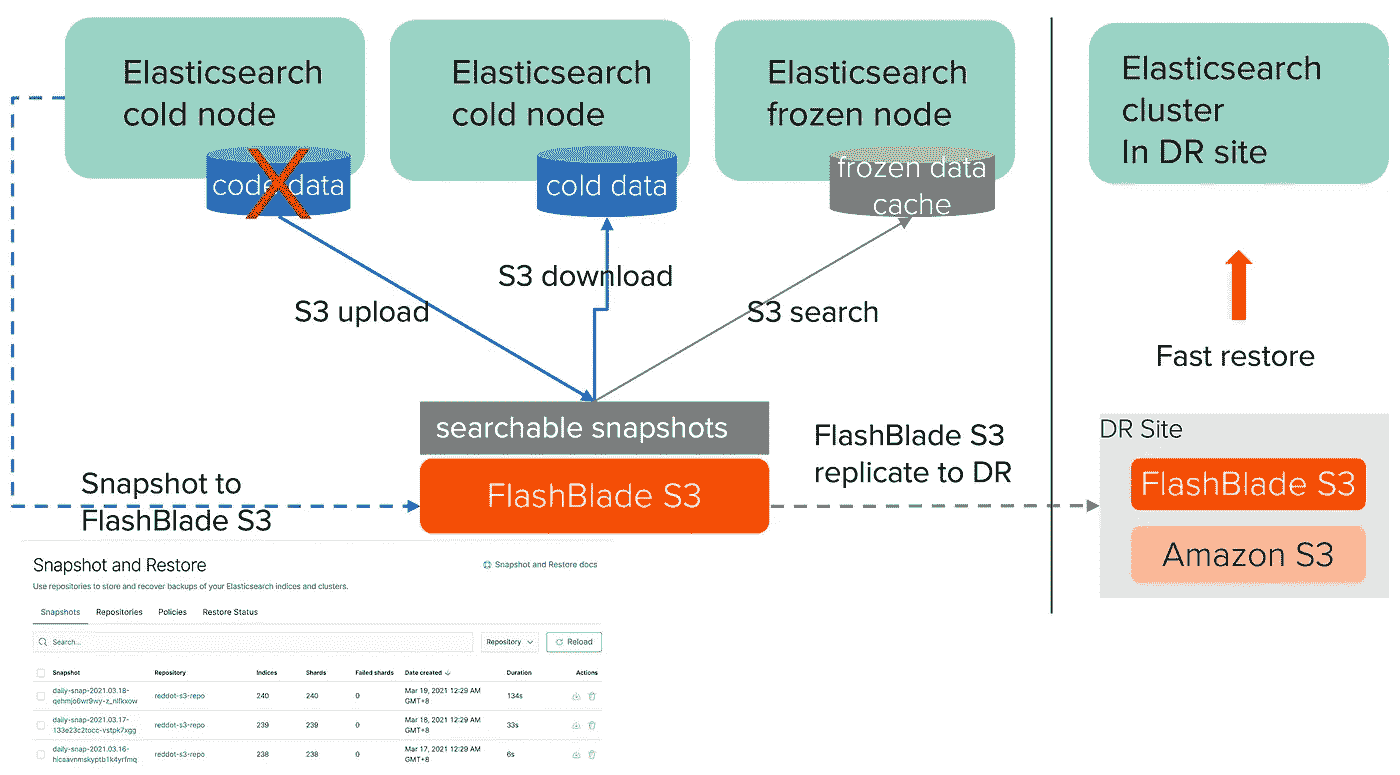 Elasticsearch
cold node
Elasticsearch
cold node
Elasticsearch
frozen node
Elasticsearch
cluster
In DR site
code data
cold data
frozen data
cache
S3 upload
S3 download
S3 search
Fast restore
searchable snapshots
FlashBlade S3
Snapshot to
FlashBlade S3
FlashBlade S3
replicate to DR
DR Site
FlashBlade S3
Amazon S3
Snapshot and Restore
Snapshot and Restore docs
Use repositories to store and recover backups of your Elasticsearch indices and clusters.
Snapshots Repositories Policies Restore Status
Search... Repository Reload
Snapshot Repository Indices Shards Failed shards Date created Duration Actions
daily-snap-2021.03.18- reddot-s3-repo 240 240 0 Mar 19, 2021 12:29 AM 134s
GMT+8
daily-snap-2021.03.17- reddot-s3-repo 239 239 0 Mar 18, 2021 12:29 AM 33s
133e23c2tocc-vstpk7xgg GMT+8
daily-snap-2021.03.16- reddot-s3-repo 238 238 0 Mar 17, 2021 12:29 AM 6s
hicaavnmskyptb1k4yrfmq GMT+8